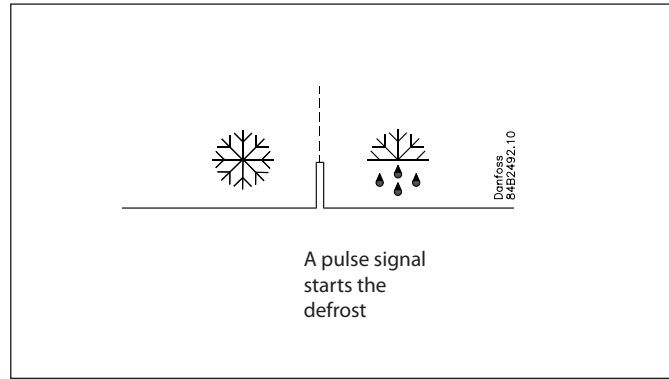 Danfoss
84B2492.10
A pulse signal
starts the
defrost